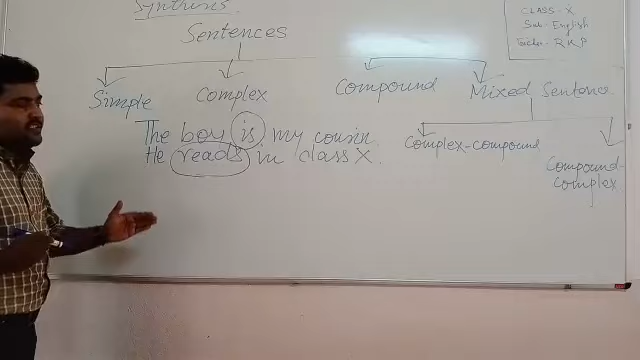 Synthesis
CLASS - X
Sub - English
Teacher - R.K.P
Sentences
Simple
Complex
Compound
Mixed Sentence
The boy is my cousin.
He reads in class X.
Complex-compound
Compound-
complex